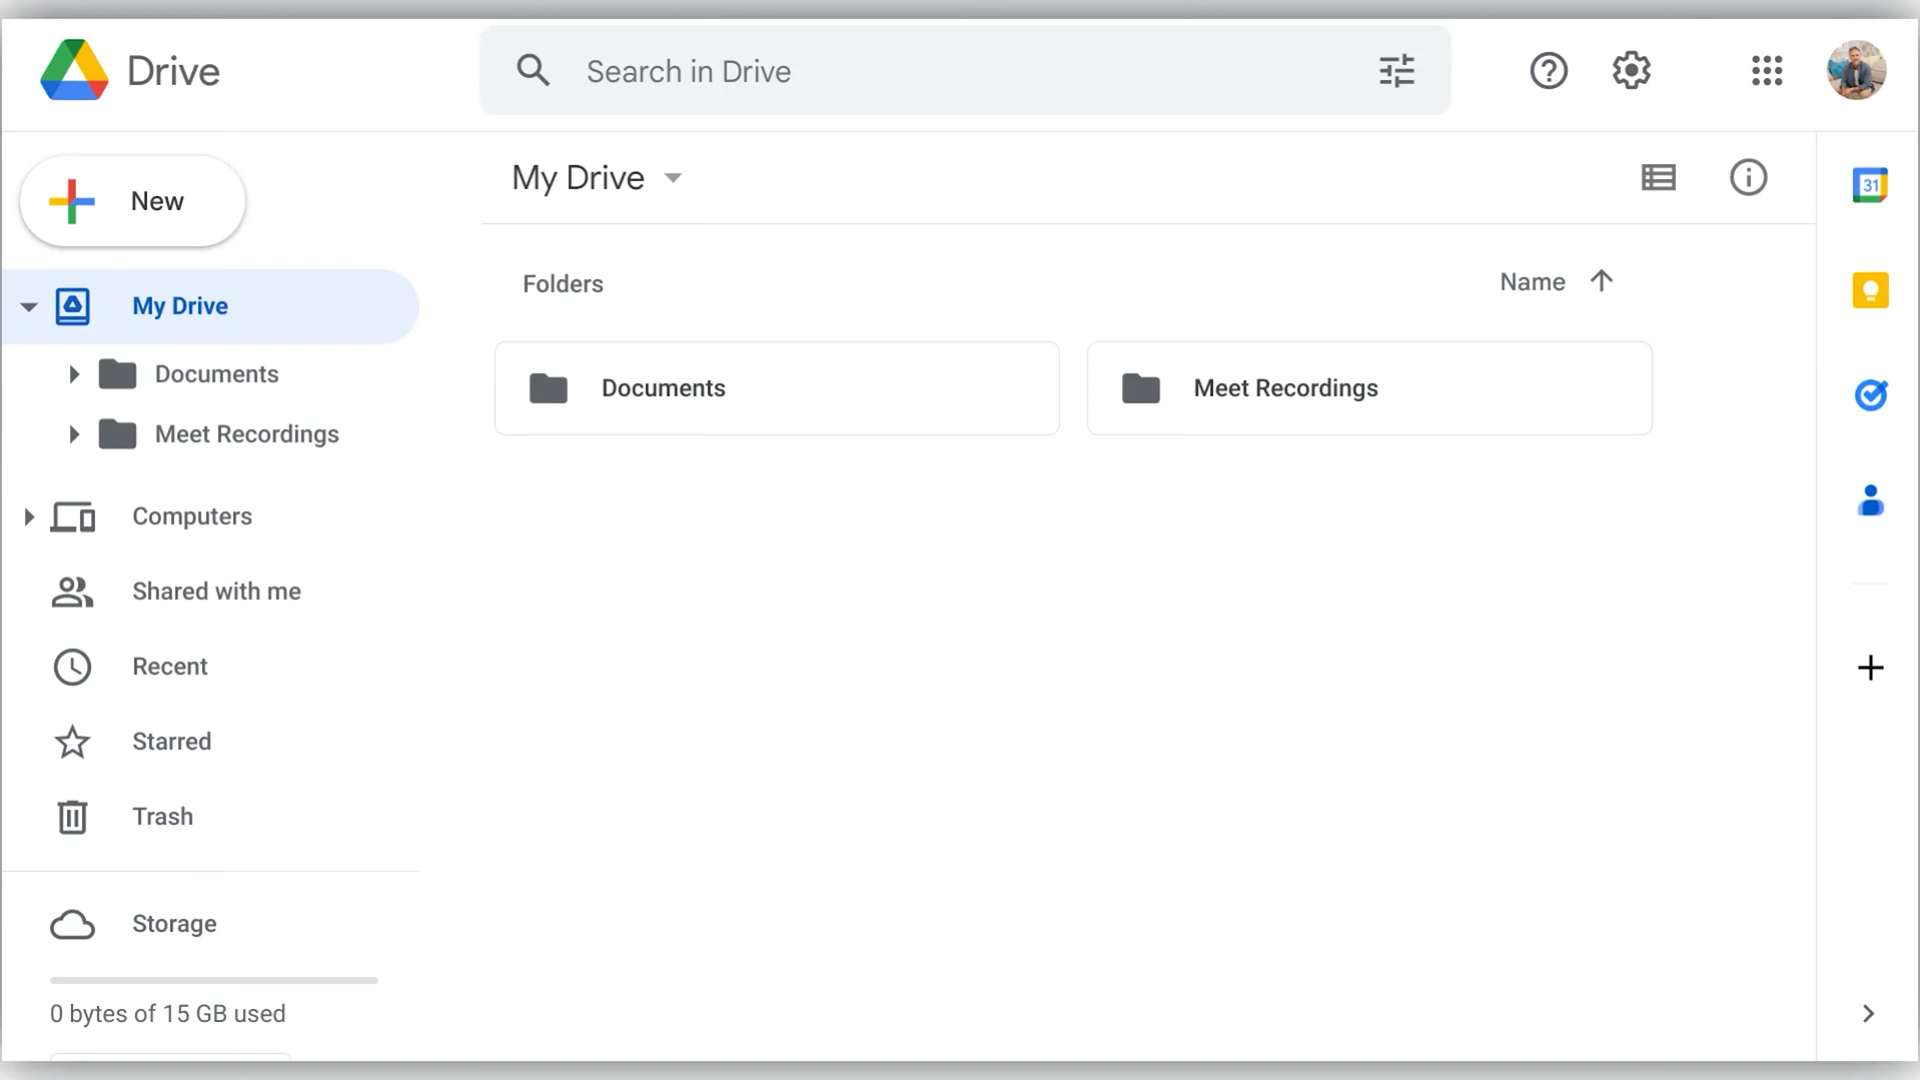 Drive
Search in Drive
New
My Drive
Documents
Meet Recordings
Computers
Shared with me
Recent
Starred
Trash
Storage
0 bytes of 15 GB used
My Drive
Folders
Name
Documents
Meet Recordings
31